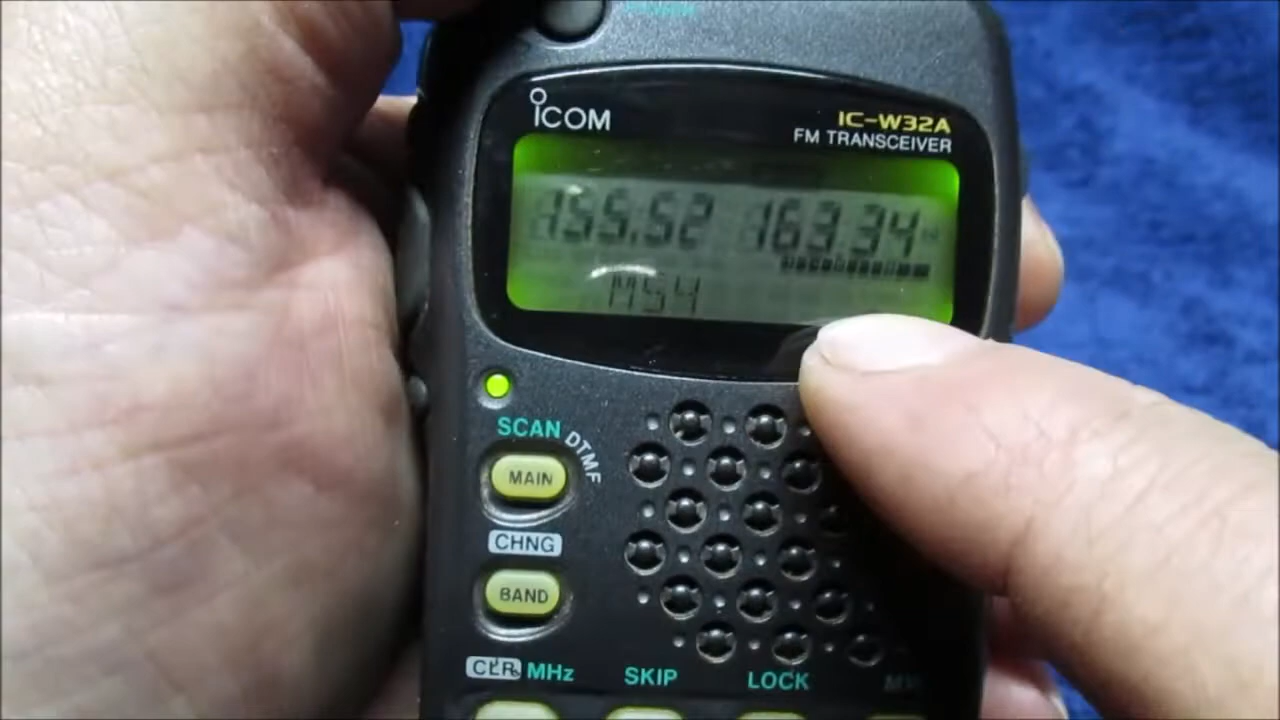 ICOM
IC-W32A
FM TRANSCEIVER
155.52 163.34
MS4
SCAN
DTMF
MAIN
CHNG
BAND
CLR MHz SKIP LOCK